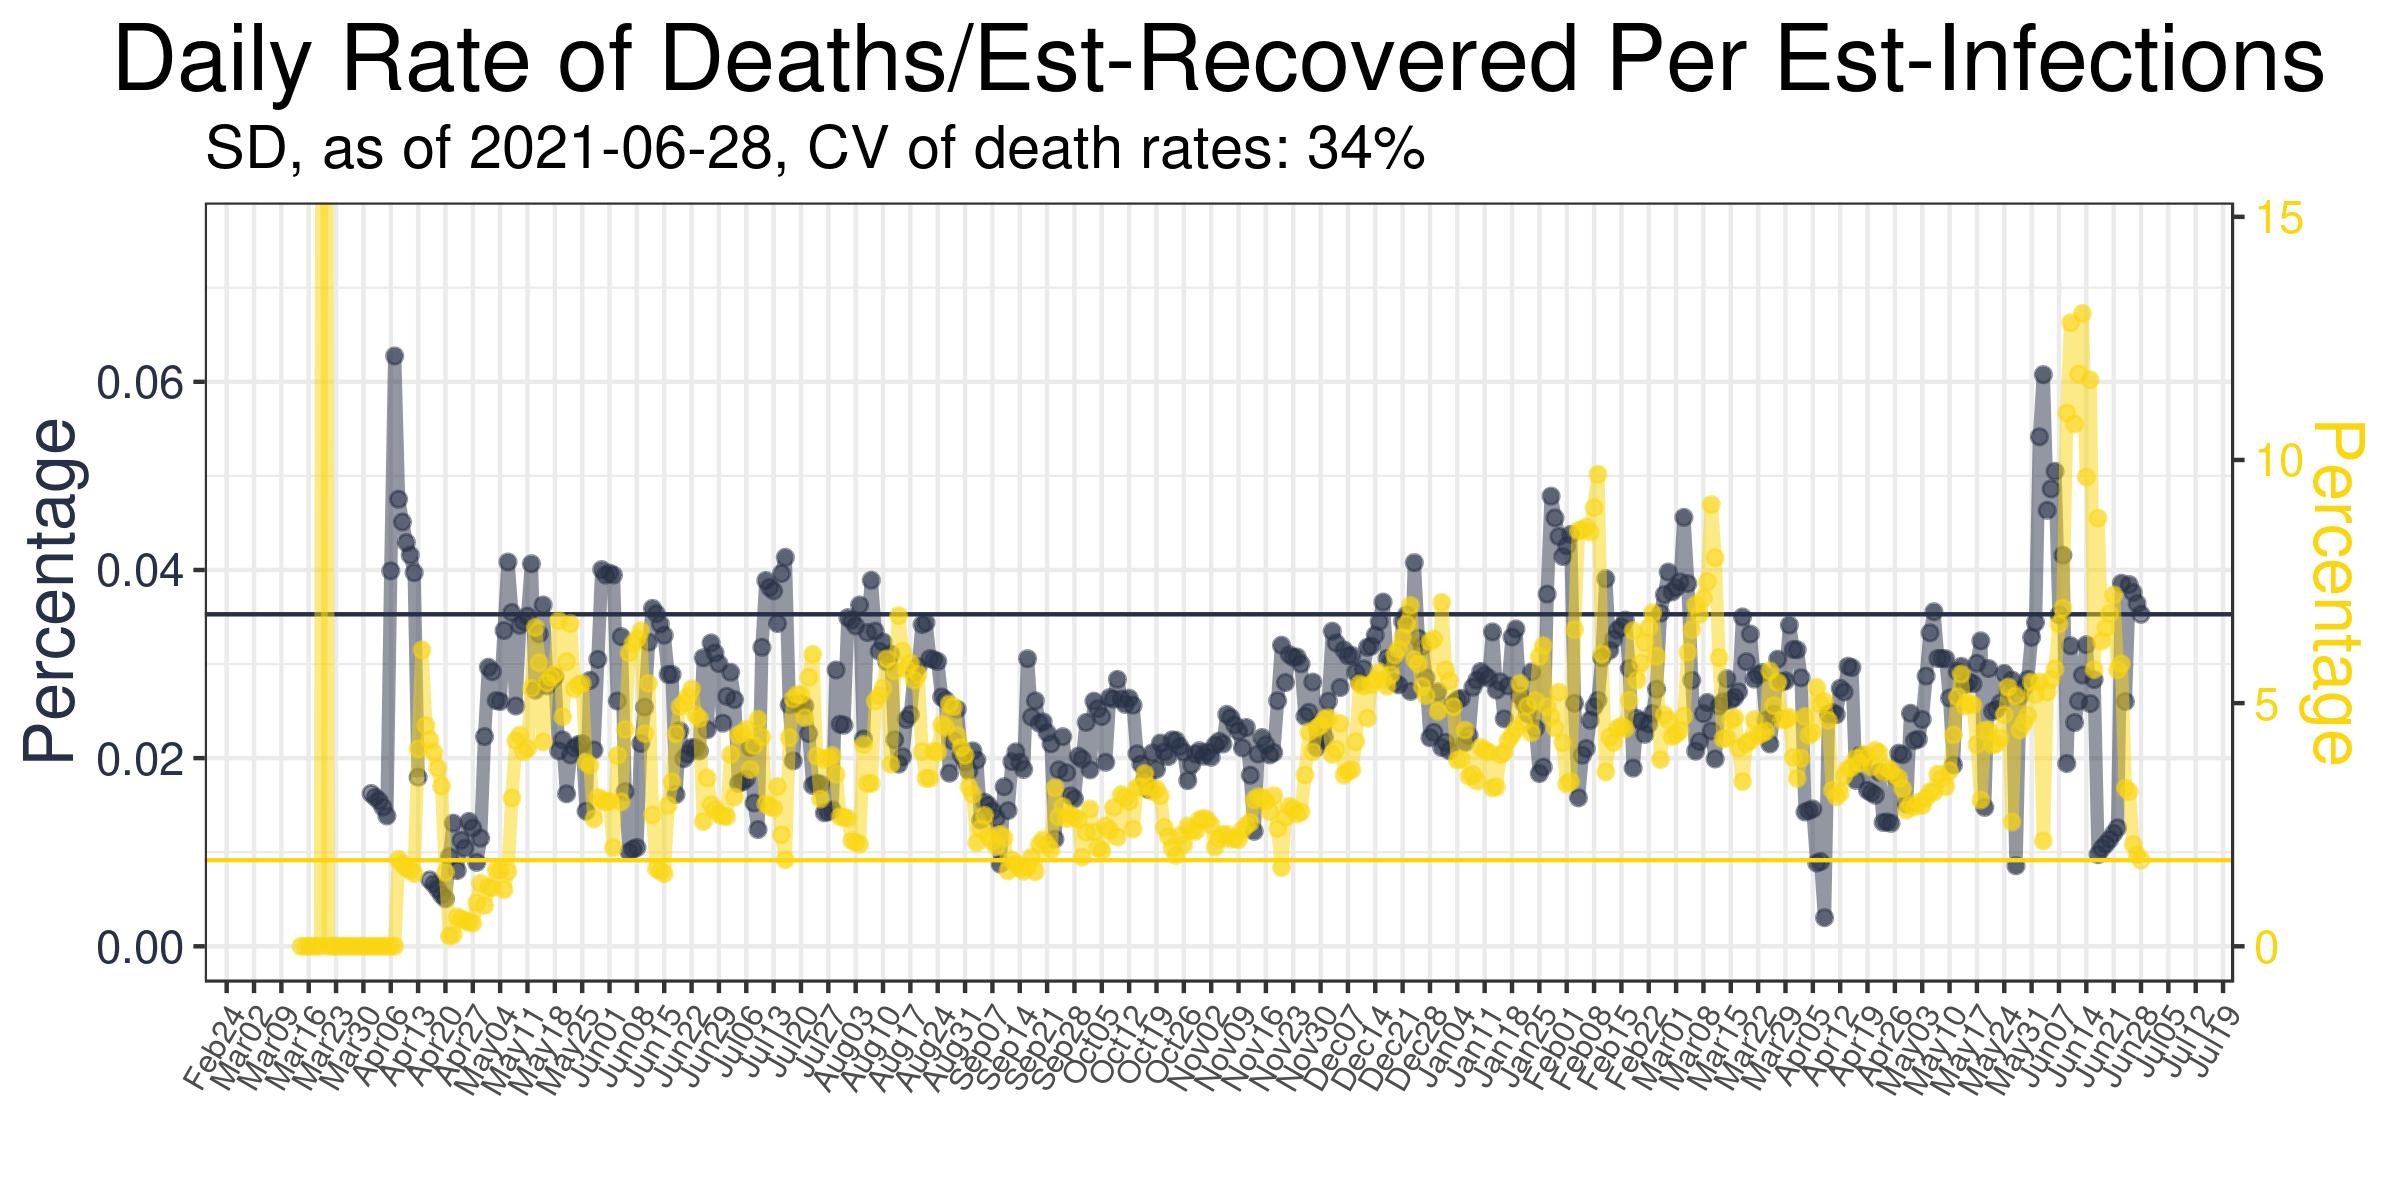 Daily Rate of Deaths/Est-Recovered Per Est-Infections
SD, as of 2021-06-28, CV of death rates: 34%
Percentage
0.06
0.04
0.02
0.00
15
10
5
0
Percentage
Feb24
Mar02
Mar09
Mar16
Mar23
Mar30
Apr06
Apr13
Apr20
Apr27
May04
May11
May18
May25
Jun01
Jun08
Jun15
Jun22
Jun29
Jul06
Jul13
Jul20
Jul27
Aug03
Aug10
Aug17
Aug24
Aug31
Sep07
Sep14
Sep21
Sep28
Oct05
Oct12
Oct19
Oct26
Nov02
Nov09
Nov16
Nov23
Nov30
Dec07
Dec14
Dec21
Dec28
Jan04
Jan11
Jan18
Jan25
Feb01
Feb08
Feb15
Feb22
Mar01
Mar08
Mar15
Mar22
Mar29
Apr05
Apr12
Apr19
Apr26
May03
May10
May17
May24
May31
Jun07
Jun14
Jun21
Jun28
Jul05
Jul12
Jul19